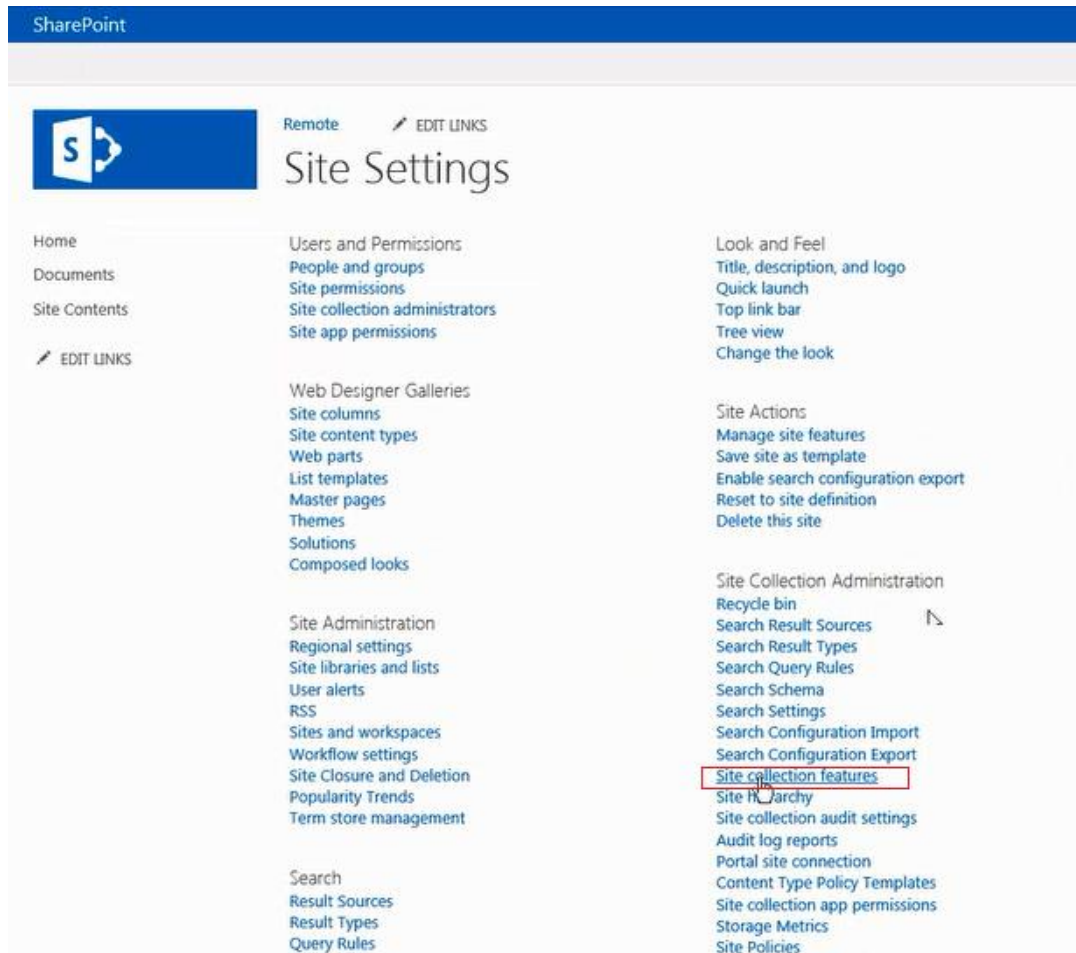 SharePoint
S
Remote
EDIT LINKS
Site Settings
Home
Documents
Site Contents
EDIT LINKS
Users and Permissions
People and groups
Site permissions
Site collection administrators
Site app permissions
Web Designer Galleries
Site columns
Site content types
Web parts
List templates
Master pages
Themes
Solutions
Composed looks
Site Administration
Regional settings
Site libraries and lists
User alerts
RSS
Sites and workspaces
Workflow settings
Site Closure and Deletion
Popularity Trends
Term store management
Search
Result Sources
Result Types
Query Rules
Look and Feel
Title, description, and logo
Quick launch
Top link bar
Tree view
Change the look
Site Actions
Manage site features
Save site as template
Enable search configuration export
Reset to site definition
Delete this site
Site Collection Administration
Recycle bin
Search Result Sources
Search Result Types
Search Query Rules
Search Schema
Search Settings
Search Configuration Import
Search Configuration Export
Site collection features
Site hierarchy
Site collection audit settings
Audit log reports
Portal site connection
Content Type Policy Templates
Site collection app permissions
Storage Metrics
Site Policies